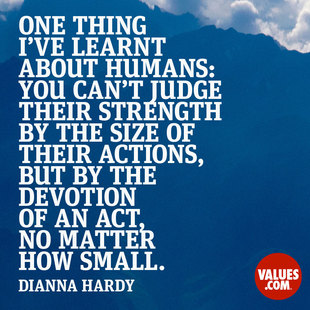 ONE THING
I'VE LEARNT
ABOUT HUMANS:
YOU CAN'T JUDGE
THEIR STRENGTH
BY THE SIZE OF
THEIR ACTIONS,
BUT BY THE
DEVOTION
OF AN ACT,
NO MATTER
HOW SMALL.
DIANNA HARDY
VALUES
.COM